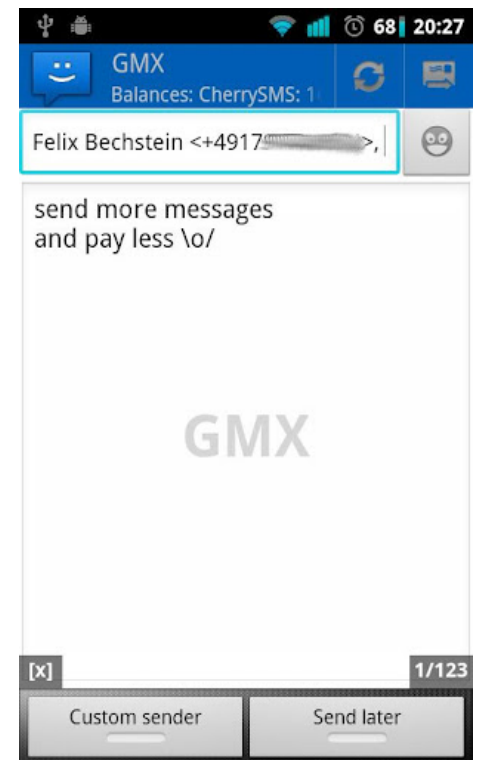 68 20:27
GMX
Balances: CherrySMS: 1
Felix Bechstein <+4917>,
send more messages
and pay less \o/
GMX
[x] 1/123
Custom sender Send later